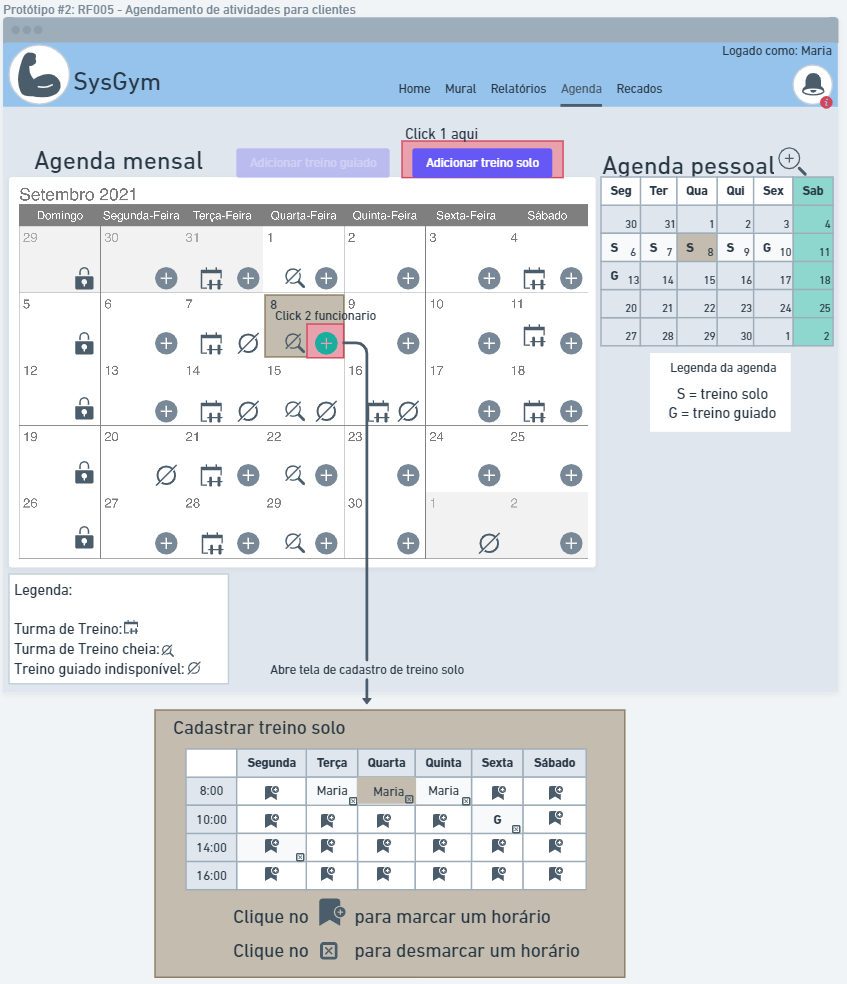 Protótipo #2: RF005 - Agendamento de atividades para clientes
Logado como: Maria
SysGym
Home Mural Relatórios Agenda Recados
Click 1 aqui
Agenda mensal
Adicionar treino guiado
Adicionar treino solo
Agenda pessoal
Setembro 2021
Domingo Segunda-Feira Terça-Feira Quarta-Feira Quinta-Feira Sexta-Feira Sábado
29 30 31 1 2 3 4
5 6 7 8 9 10 11
Click 2 funcionario
12 13 14 15 16 17 18
19 20 21 22 23 24 25
26 27 28 29 30 1 2
Seg Ter Qua Qui Sex Sab
30 31 1 2 3 4
S 6 S 7 S 8 S 9 G 10 11
G 13 14 15 16 17 18
20 21 22 23 24 25
27 28 29 30 1 2
Legenda da agenda
S = treino solo
G = treino guiado
Legenda:
Turma de Treino:
Turma de Treino cheia:
Treino guiado indisponível:
Abre tela de cadastro de treino solo
Cadastrar treino solo
Segunda Terça Quarta Quinta Sexta Sábado
8:00 Maria Maria Maria
10:00 G
14:00
16:00
Clique no para marcar um horário
Clique no para desmarcar um horário